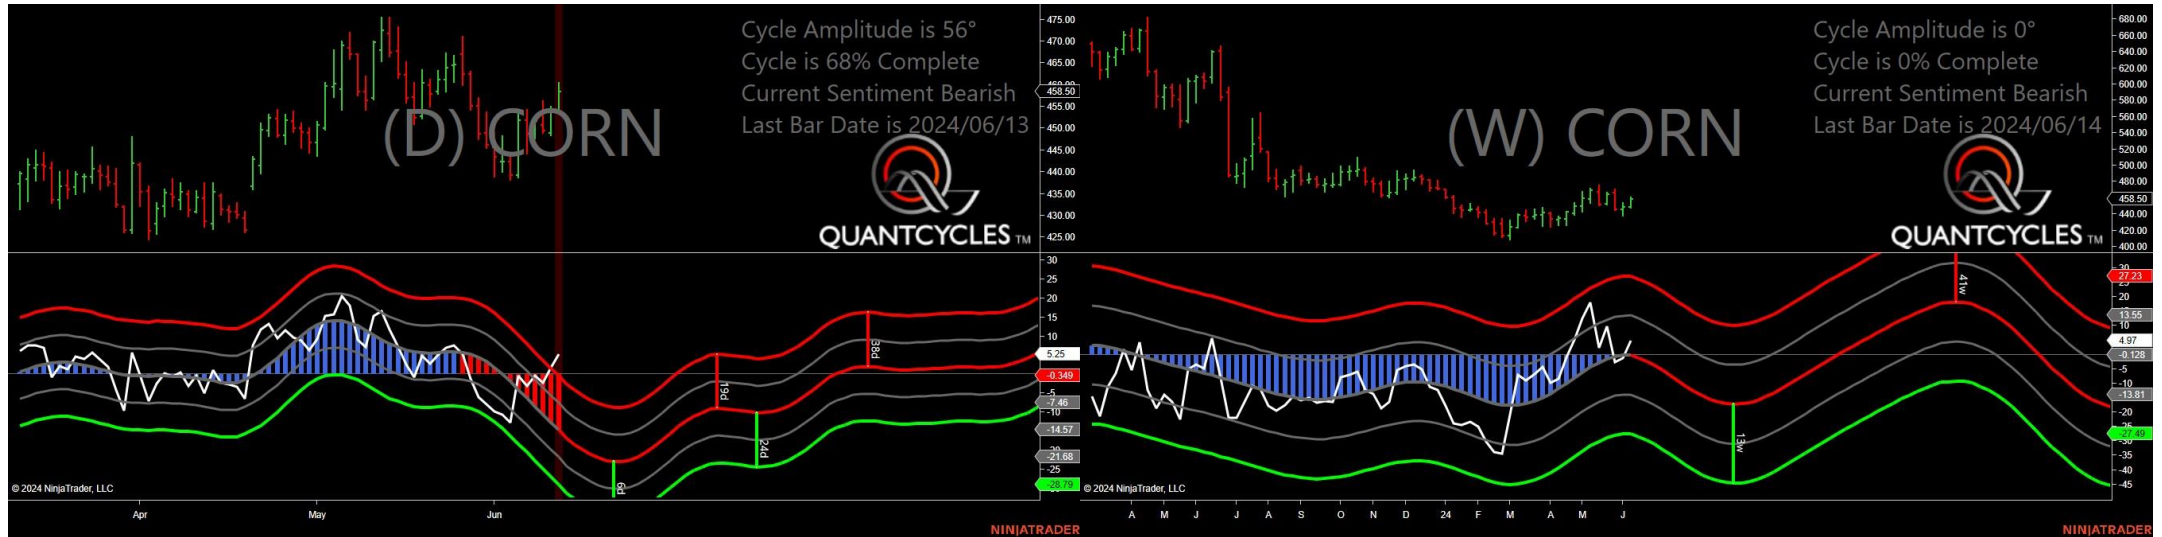 Cycle Amplitude is 56°
Cycle is 68% Complete
Current Sentiment Bearish
Last Bar Date is 2024/06/13
(D) CORN
QUANTCYCLES TM
475.00
470.00
465.00
460.00
458.50
455.00
450.00
445.00
440.00
435.00
430.00
425.00
30
25
20
15
10
5.25
-0.349
-5
-7.46
-10
-14.57
-20
-21.68
-25
-28.79
19d
38d
24d
6d
© 2024 NinjaTrader, LLC
Apr
May
Jun
NINJATRADER
Cycle Amplitude is 0°
Cycle is 0% Complete
Current Sentiment Bearish
Last Bar Date is 2024/06/14
(W) CORN
QUANTCYCLES TM
680.00
660.00
640.00
620.00
600.00
580.00
560.00
540.00
520.00
500.00
480.00
458.50
440.00
420.00
400.00
30
27.23
20
13.55
10
4.97
-0.128
-5
-10
-13.81
-20
-25
-27.49
-35
-40
-45
41w
13w
© 2024 NinjaTrader, LLC
A M J J A S O N D 24 F M A M J
NINJATRADER